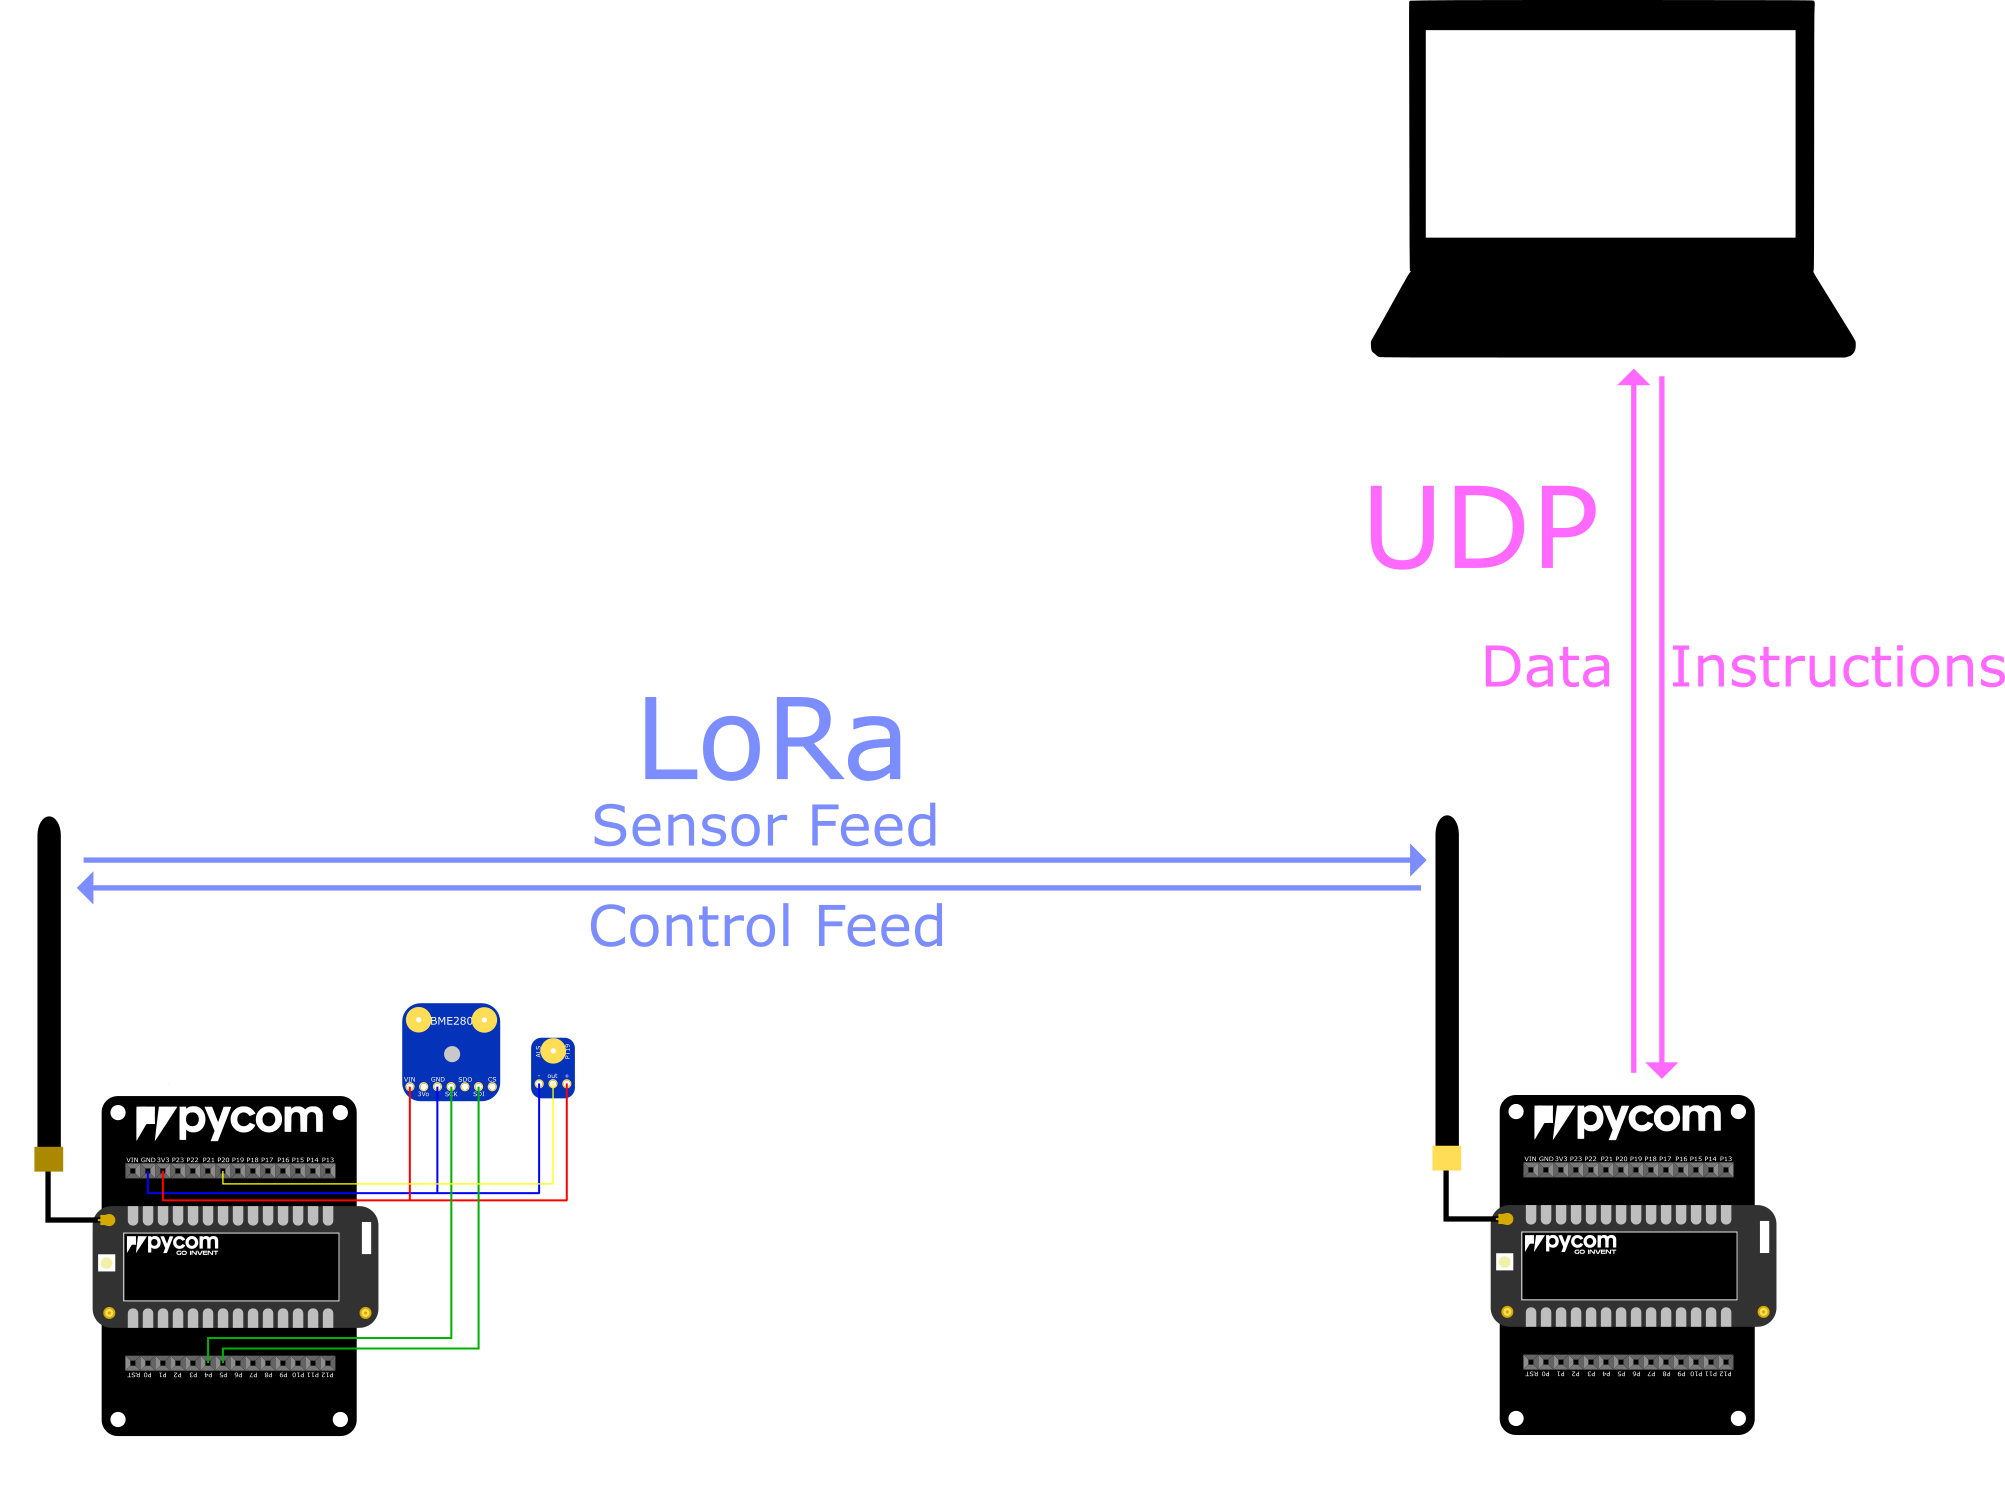 UDP
Data Instructions
LoRa
Sensor Feed
Control Feed
BME280
VIN GND SDO CS
3Vo SCK SDI
ALS PT19
- out +
pycom
VIN GND 3V3 P23 P22 P21 P20 P19 P18 P17 P16 P15 P14 P13
pycom
GO INVENT
RST P0 P1 P2 P3 P4 P5 P6 P7 P8 P9 P10 P11 P12
pycom
VIN GND 3V3 P23 P22 P21 P20 P19 P18 P17 P16 P15 P14 P13
pycom
GO INVENT
RST P0 P1 P2 P3 P4 P5 P6 P7 P8 P9 P10 P11 P12